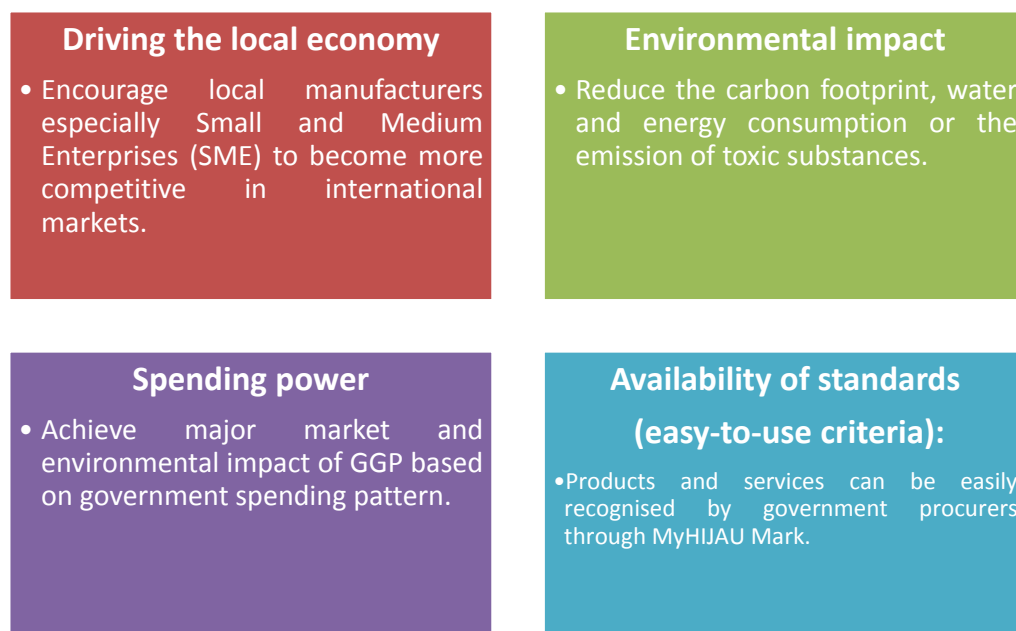 Driving the local economy
• Encourage local manufacturers
especially Small and Medium
Enterprises (SME) to become more
competitive in international
markets.
Environmental impact
• Reduce the carbon footprint, water
and energy consumption or the
emission of toxic substances.
Spending power
• Achieve major market and
environmental impact of GGP based
on government spending pattern.
Availability of standards
(easy-to-use criteria):
•Products and services can be easily
recognised by government procurers
through MyHIJAU Mark.